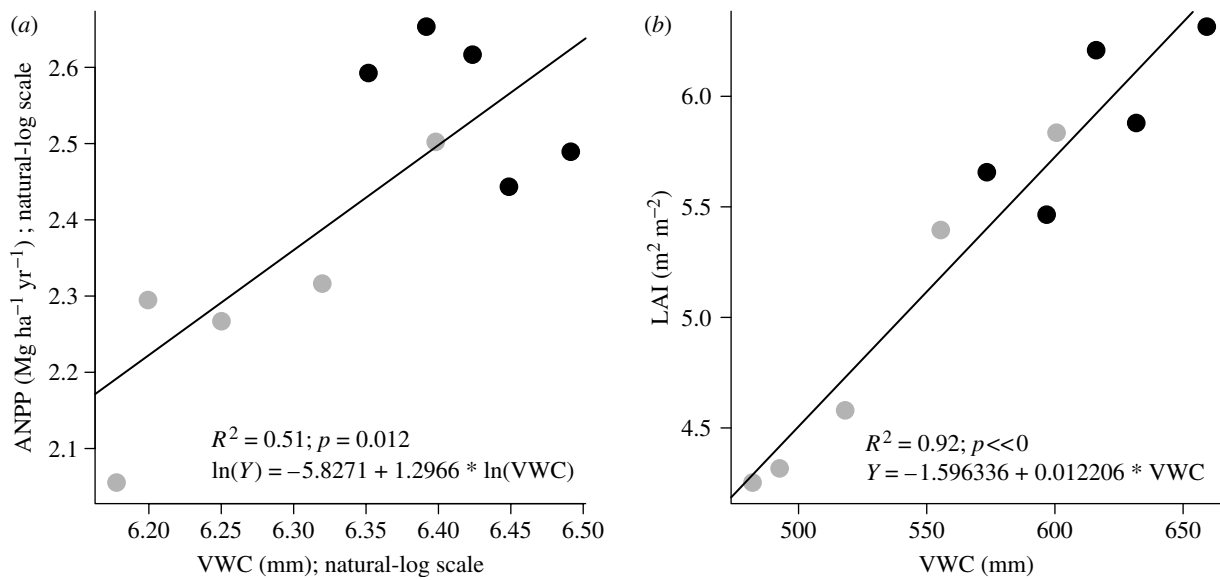 (a)
ANPP (Mg ha⁻¹ yr⁻¹) ; natural-log scale
2.6
2.5
2.4
2.3
2.2
2.1
R² = 0.51; p = 0.012
ln(Y) = −5.8271 + 1.2966 * ln(VWC)
6.20 6.25 6.30 6.35 6.40 6.45 6.50
VWC (mm); natural-log scale
(b)
LAI (m² m⁻²)
6.0
5.5
5.0
4.5
R² = 0.92; p<<0
Y = −1.596336 + 0.012206 * VWC
500 550 600 650
VWC (mm)